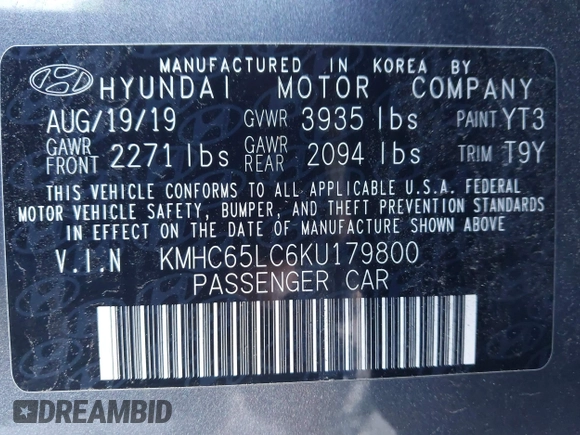 MANUFACTURED IN KOREA BY
HYUNDAI MOTOR COMPANY
AUG/19/19 GVWR 3935 lbs PAINT YT3
GAWR FRONT 2271 lbs GAWR REAR 2094 lbs TRIM T9Y
THIS VEHICLE CONFORMS TO ALL APPLICABLE U.S.A. FEDERAL
MOTOR VEHICLE SAFETY, BUMPER, AND THEFT PREVENTION STANDARDS
IN EFFECT ON THE DATE OF MANUFACTURE SHOWN ABOVE.
V.I.N KMHC65LC6KU179800
PASSENGER CAR
DREAMBID